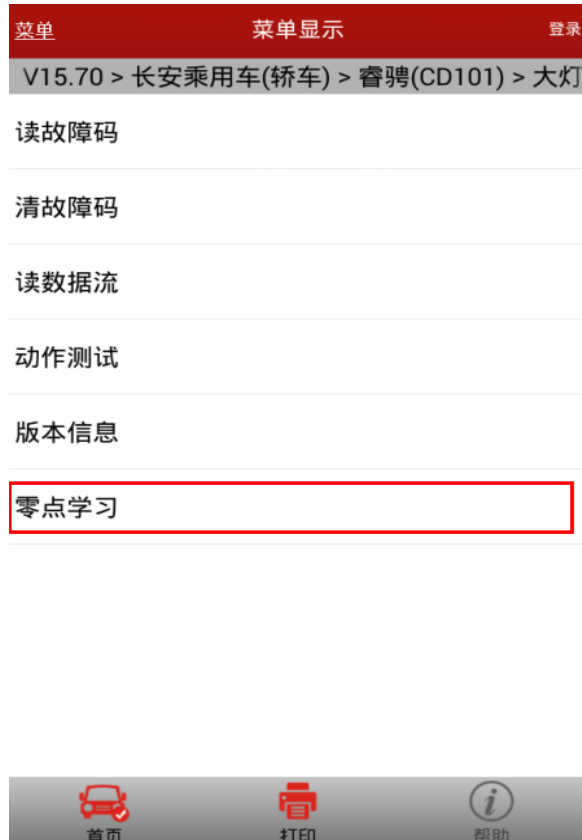 菜单 菜单显示 登录
V15.70 > 长安乘用车(轿车) > 睿骋(CD101) > 大灯
读故障码
清故障码
读数据流
动作测试
版本信息
零点学习
首页 打印 帮助